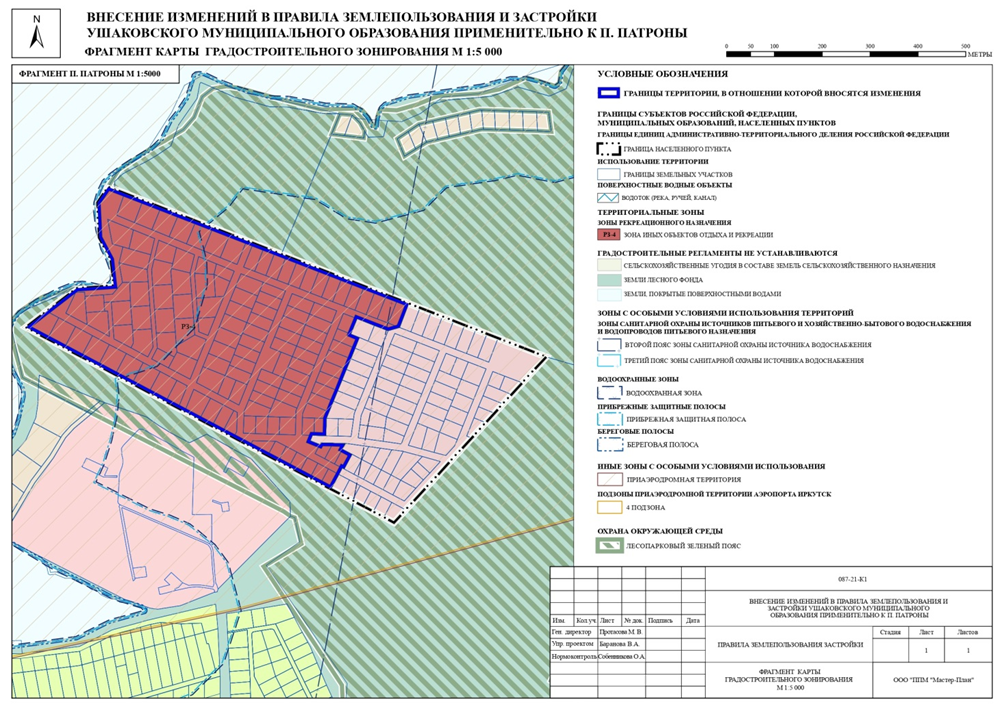 N
ВНЕСЕНИЕ ИЗМЕНЕНИЙ В ПРАВИЛА ЗЕМЛЕПОЛЬЗОВАНИЯ И ЗАСТРОЙКИ
УШАКОВСКОГО МУНИЦИПАЛЬНОГО ОБРАЗОВАНИЯ ПРИМЕНИТЕЛЬНО К П. ПАТРОНЫ
ФРАГМЕНТ КАРТЫ ГРАДОСТРОИТЕЛЬНОГО ЗОНИРОВАНИЯ М 1:5 000
0 50 100 200 300 400 500
МЕТРЫ
ФРАГМЕНТ П. ПАТРОНЫ М 1:5000
РЗ-4
УСЛОВНЫЕ ОБОЗНАЧЕНИЯ
ГРАНИЦЫ ТЕРРИТОРИИ, В ОТНОШЕНИИ КОТОРОЙ ВНОСЯТСЯ ИЗМЕНЕНИЯ
ГРАНИЦЫ СУБЪЕКТОВ РОССИЙСКОЙ ФЕДЕРАЦИИ,
МУНИЦИПАЛЬНЫХ ОБРАЗОВАНИЙ, НАСЕЛЕННЫХ ПУНКТОВ
ГРАНИЦЫ ЕДИНИЦ АДМИНИСТРАТИВНО-ТЕРРИТОРИАЛЬНОГО ДЕЛЕНИЯ РОССИЙСКОЙ ФЕДЕРАЦИИ
ГРАНИЦА НАСЕЛЕННОГО ПУНКТА
ИСПОЛЬЗОВАНИЕ ТЕРРИТОРИИ
ГРАНИЦЫ ЗЕМЕЛЬНЫХ УЧАСТКОВ
ПОВЕРХНОСТНЫЕ ВОДНЫЕ ОБЪЕКТЫ
ВОДОТОК (РЕКА, РУЧЕЙ, КАНАЛ)
ТЕРРИТОРИАЛЬНЫЕ ЗОНЫ
ЗОНЫ РЕКРЕАЦИОННОГО НАЗНАЧЕНИЯ
РЗ-4 ЗОНА ИНЫХ ОБЪЕКТОВ ОТДЫХА И РЕКРЕАЦИИ
ГРАДОСТРОИТЕЛЬНЫЕ РЕГЛАМЕНТЫ НЕ УСТАНАВЛИВАЮТСЯ
СЕЛЬСКОХОЗЯЙСТВЕННЫЕ УГОДИЯ В СОСТАВЕ ЗЕМЕЛЬ СЕЛЬСКОХОЗЯЙСТВЕННОГО НАЗНАЧЕНИЯ
ЗЕМЛИ ЛЕСНОГО ФОНДА
ЗЕМЛИ, ПОКРЫТЫЕ ПОВЕРХНОСТНЫМИ ВОДАМИ
ЗОНЫ С ОСОБЫМИ УСЛОВИЯМИ ИСПОЛЬЗОВАНИЯ ТЕРРИТОРИЙ
ЗОНЫ САНИТАРНОЙ ОХРАНЫ ИСТОЧНИКОВ ПИТЬЕВОГО И ХОЗЯЙСТВЕННО-БЫТОВОГО ВОДОСНАБЖЕНИЯ
И ВОДОПРОВОДОВ ПИТЬЕВОГО НАЗНАЧЕНИЯ
ВТОРОЙ ПОЯС ЗОНЫ САНИТАРНОЙ ОХРАНЫ ИСТОЧНИКА ВОДОСНАБЖЕНИЯ
ТРЕТИЙ ПОЯС ЗОНЫ САНИТАРНОЙ ОХРАНЫ ИСТОЧНИКА ВОДОСНАБЖЕНИЯ
ВОДООХРАННЫЕ ЗОНЫ
ВОДООХРАННАЯ ЗОНА
ПРИБРЕЖНЫЕ ЗАЩИТНЫЕ ПОЛОСЫ
ПРИБРЕЖНАЯ ЗАЩИТНАЯ ПОЛОСА
БЕРЕГОВЫЕ ПОЛОСЫ
БЕРЕГОВАЯ ПОЛОСА
ИНЫЕ ЗОНЫ С ОСОБЫМИ УСЛОВИЯМИ ИСПОЛЬЗОВАНИЯ
ПРИАЭРОДРОМНАЯ ТЕРРИТОРИЯ
ПОДЗОНЫ ПРИАЭРОДРОМНОЙ ТЕРРИТОРИИ АЭРОПОРТА ИРКУТСК
4 ПОДЗОНА
ОХРАНА ОКРУЖАЮЩЕЙ СРЕДЫ
ЛЕСОПАРКОВЫЙ ЗЕЛЕНЫЙ ПОЯС
087-21-К1
ВНЕСЕНИЕ ИЗМЕНЕНИЙ В ПРАВИЛА ЗЕМЛЕПОЛЬЗОВАНИЯ И
ЗАСТРОЙКИ УШАКОВСКОГО МУНИЦИПАЛЬНОГО
ОБРАЗОВАНИЯ ПРИМЕНИТЕЛЬНО К П. ПАТРОНЫ
Изм. Кол.уч. Лист № док. Подпись Дата
Ген. директор Протасова М. В.
Упр. проектом Баранова В.А.
Нормоконтроль Собенникова О.А.
ПРАВИЛА ЗЕМЛЕПОЛЬЗОВАНИЯ ЗАСТРОЙКИ
Стадия Лист Листов
1 1
ФРАГМЕНТ КАРТЫ
ГРАДОСТРОИТЕЛЬНОГО ЗОНИРОВАНИЯ
М 1:5 000
ООО "ППМ "Мастер-План"